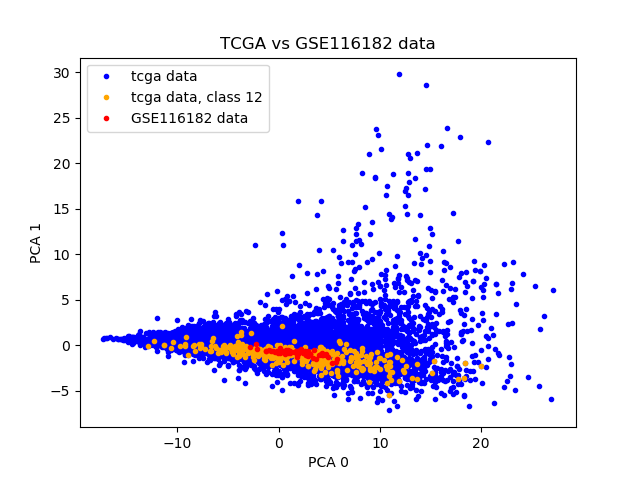 TCGA vs GSE116182 data
tcga data
tcga data, class 12
GSE116182 data
30
25
20
15
10
5
0
−5
PCA 1
−10
0
10
20
PCA 0